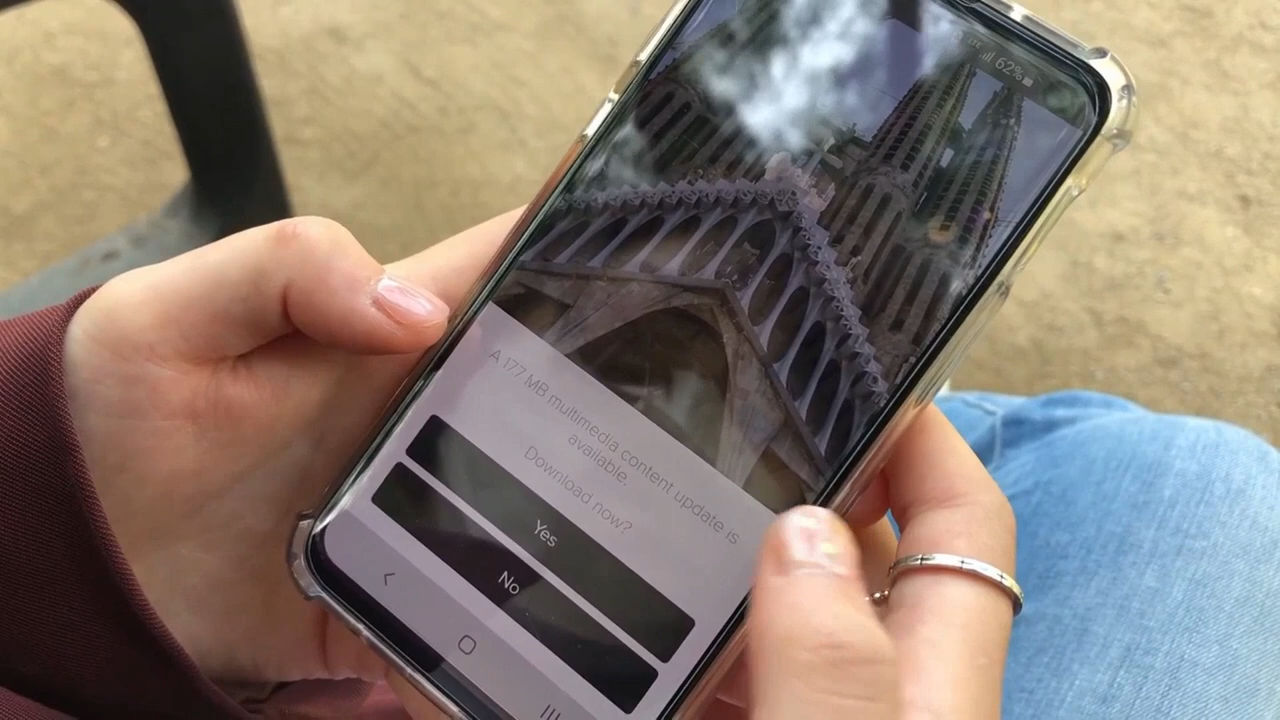 62%
A 177 MB multimedia content update is
available.
Download now?
Yes
No